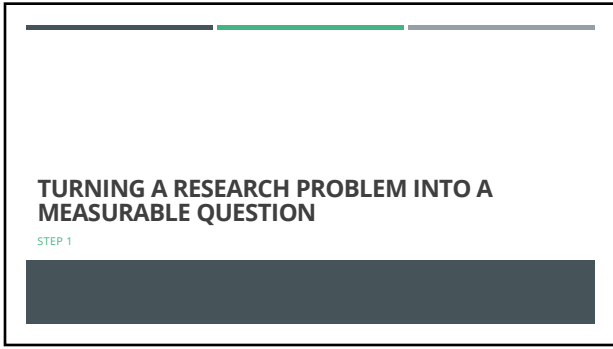 TURNING A RESEARCH PROBLEM INTO A
MEASURABLE QUESTION
STEP 1